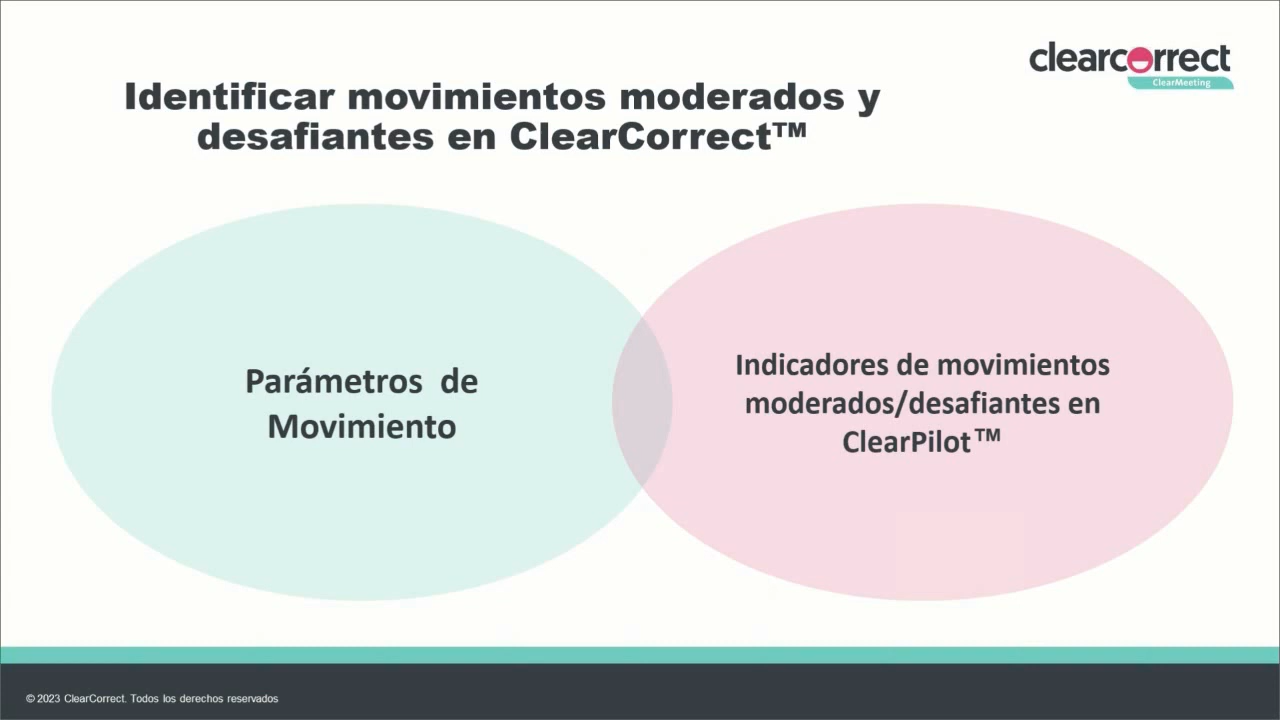 clearcorrect
ClearMeeting
Identificar movimientos moderados y
desafiantes en ClearCorrect™
Parámetros de
Movimiento
Indicadores de movimientos
moderados/desafiantes en
ClearPilot™
© 2023 ClearCorrect. Todos los derechos reservados